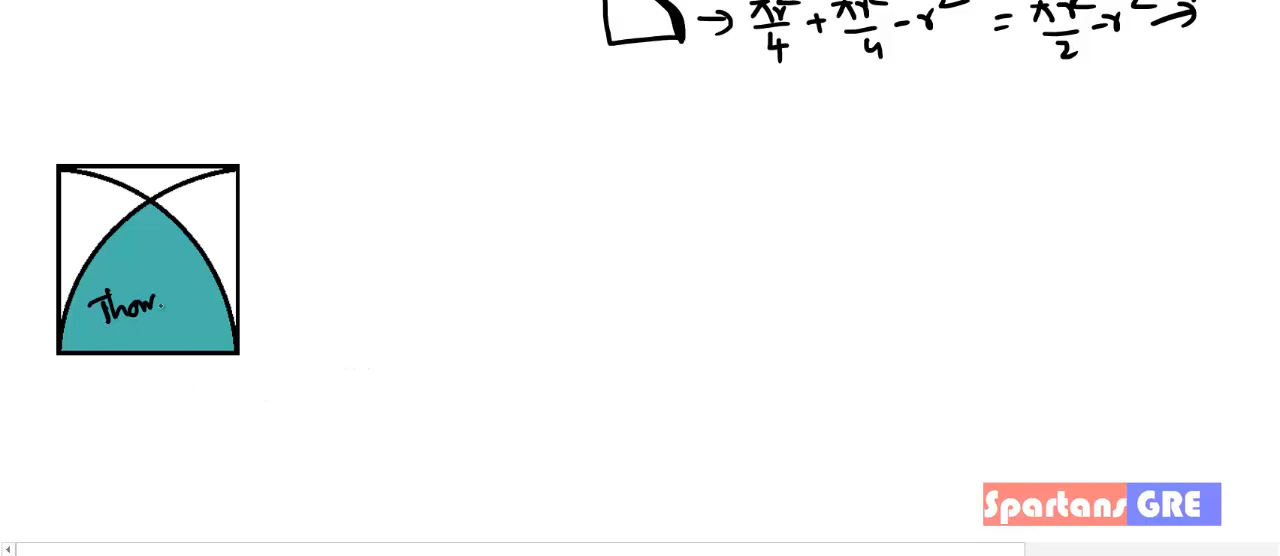 → πr²/4 + πr²/4 - r² = πr²/2 - r² →
Thor
Spartans GRE